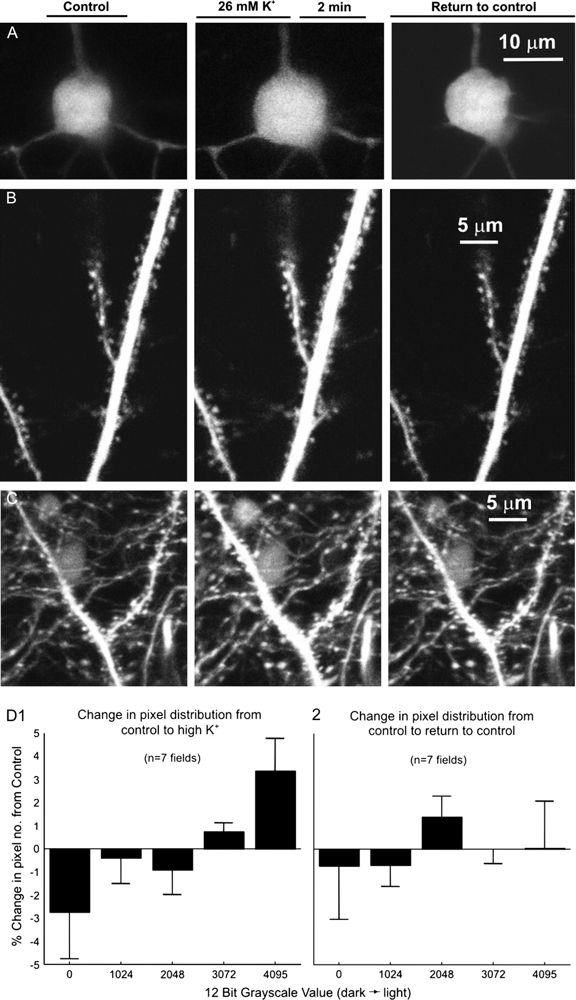 Control
26 mM K⁺
2 min
Return to control
A
10 µm
B
5 µm
C
5 µm
D1
Change in pixel distribution from
control to high K⁺
(n=7 fields)
2
Change in pixel distribution from
control to return to control
(n=7 fields)
% Change in pixel no. from Control
5
4
3
2
1
0
-1
-2
-3
-4
-5
0 1024 2048 3072 4095
0 1024 2048 3072 4095
12 Bit Grayscale Value (dark → light)